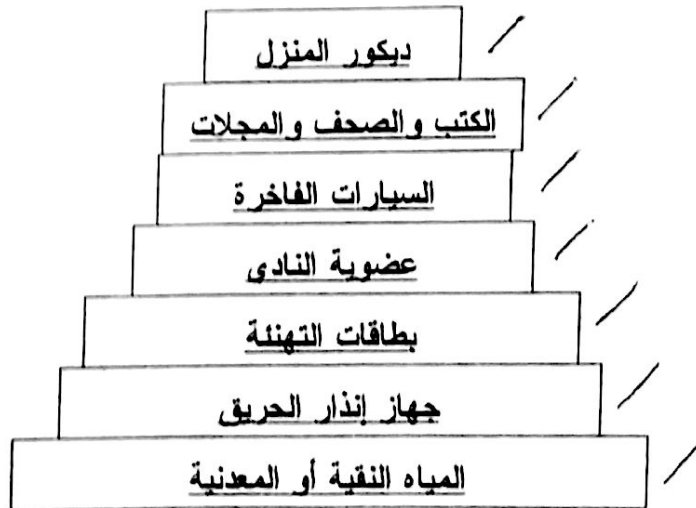 ديكور المنزل
الكتب والصحف والمجلات
السيارات الفاخرة
عضوية النادى
بطاقات التهنئة
جهاز إنذار الحريق
المياه النقية أو المعدنية